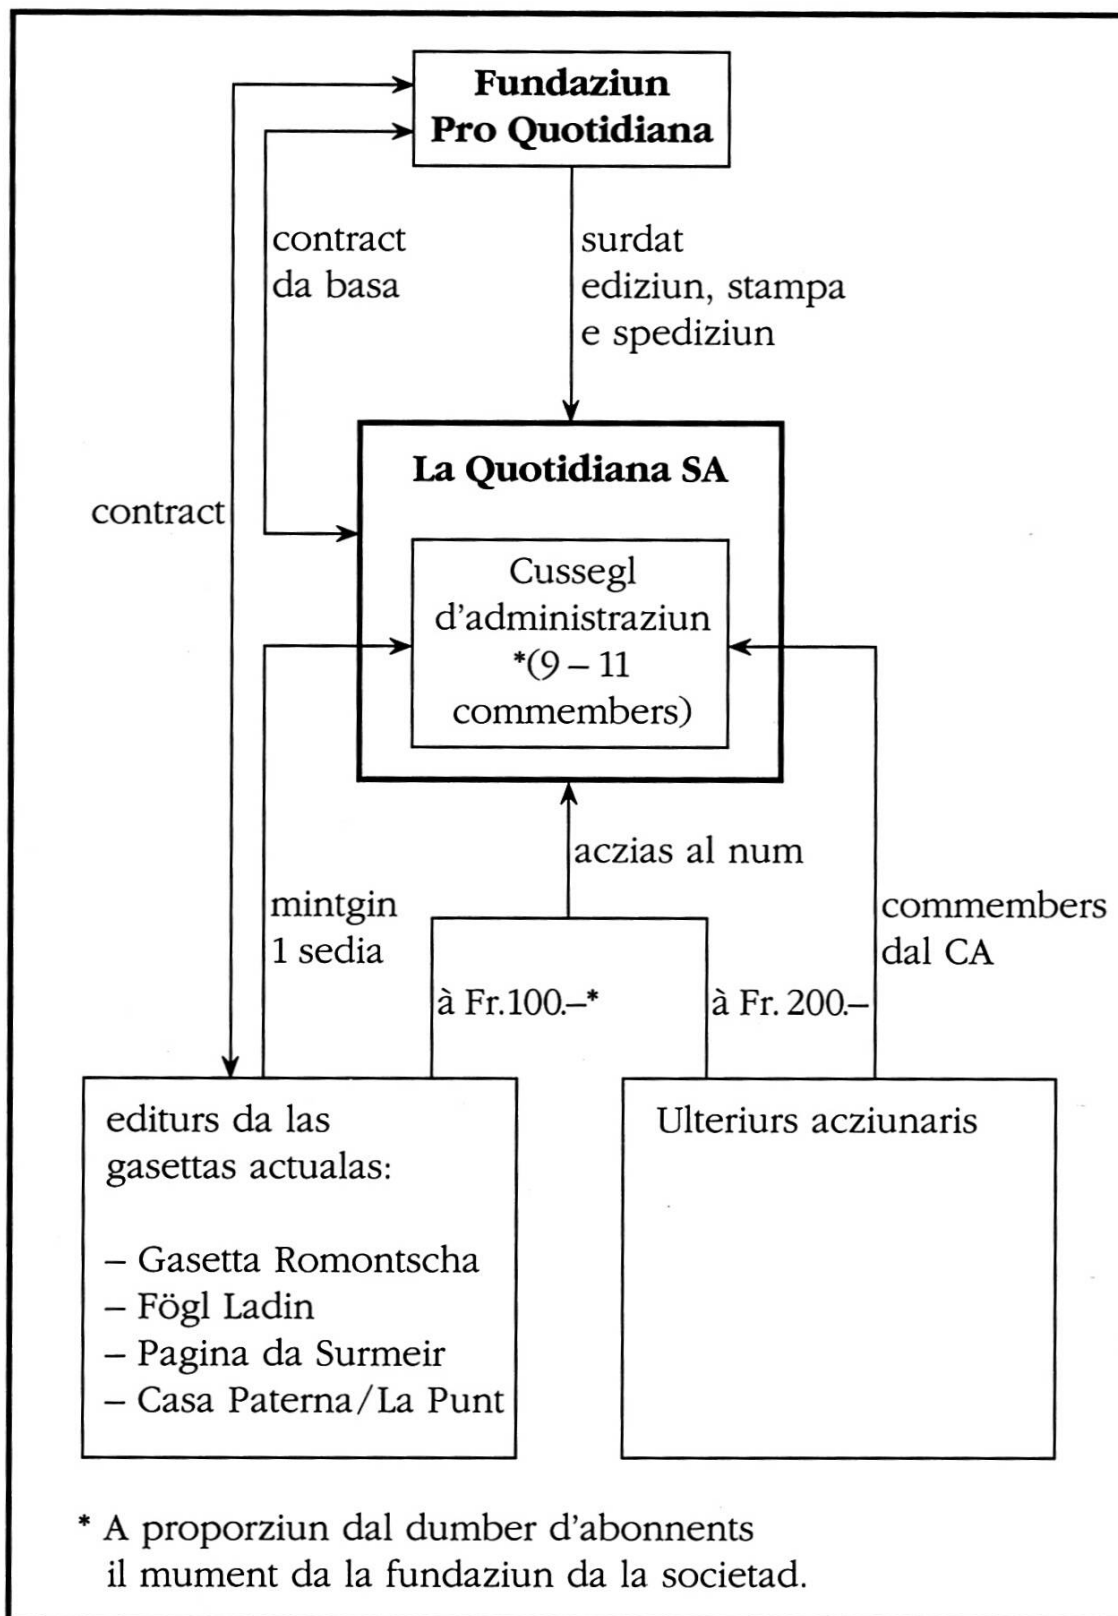 Fundaziun
Pro Quotidiana
contract
da basa
surdat
ediziun, stampa
e spediziun
La Quotidiana SA
contract
Cussegl
d'administraziun
*(9 – 11
commembers)
aczias al num
mintgin
1 sedia
commembers
dal CA
à Fr.100.–*
à Fr. 200.–
editurs da las
gasettas actualas:
– Gasetta Romontscha
– Fögl Ladin
– Pagina da Surmeir
– Casa Paterna/La Punt
Ulteriurs acziunaris
* A proporziun dal dumber d'abonnents
il mument da la fundaziun da la societad.